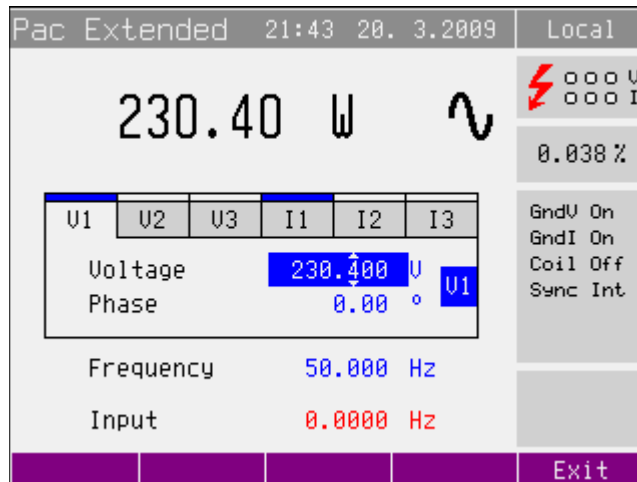 Pac Extended 21:43 20. 3.2009 Local
230.40 W
ooo V
ooo I
0.038 %
V1 V2 V3 I1 I2 I3
Voltage 230.400 V
V1
Phase 0.00 °
GndV On
GndI On
Coil Off
Sync Int
Frequency 50.000 Hz
Input 0.0000 Hz
Exit